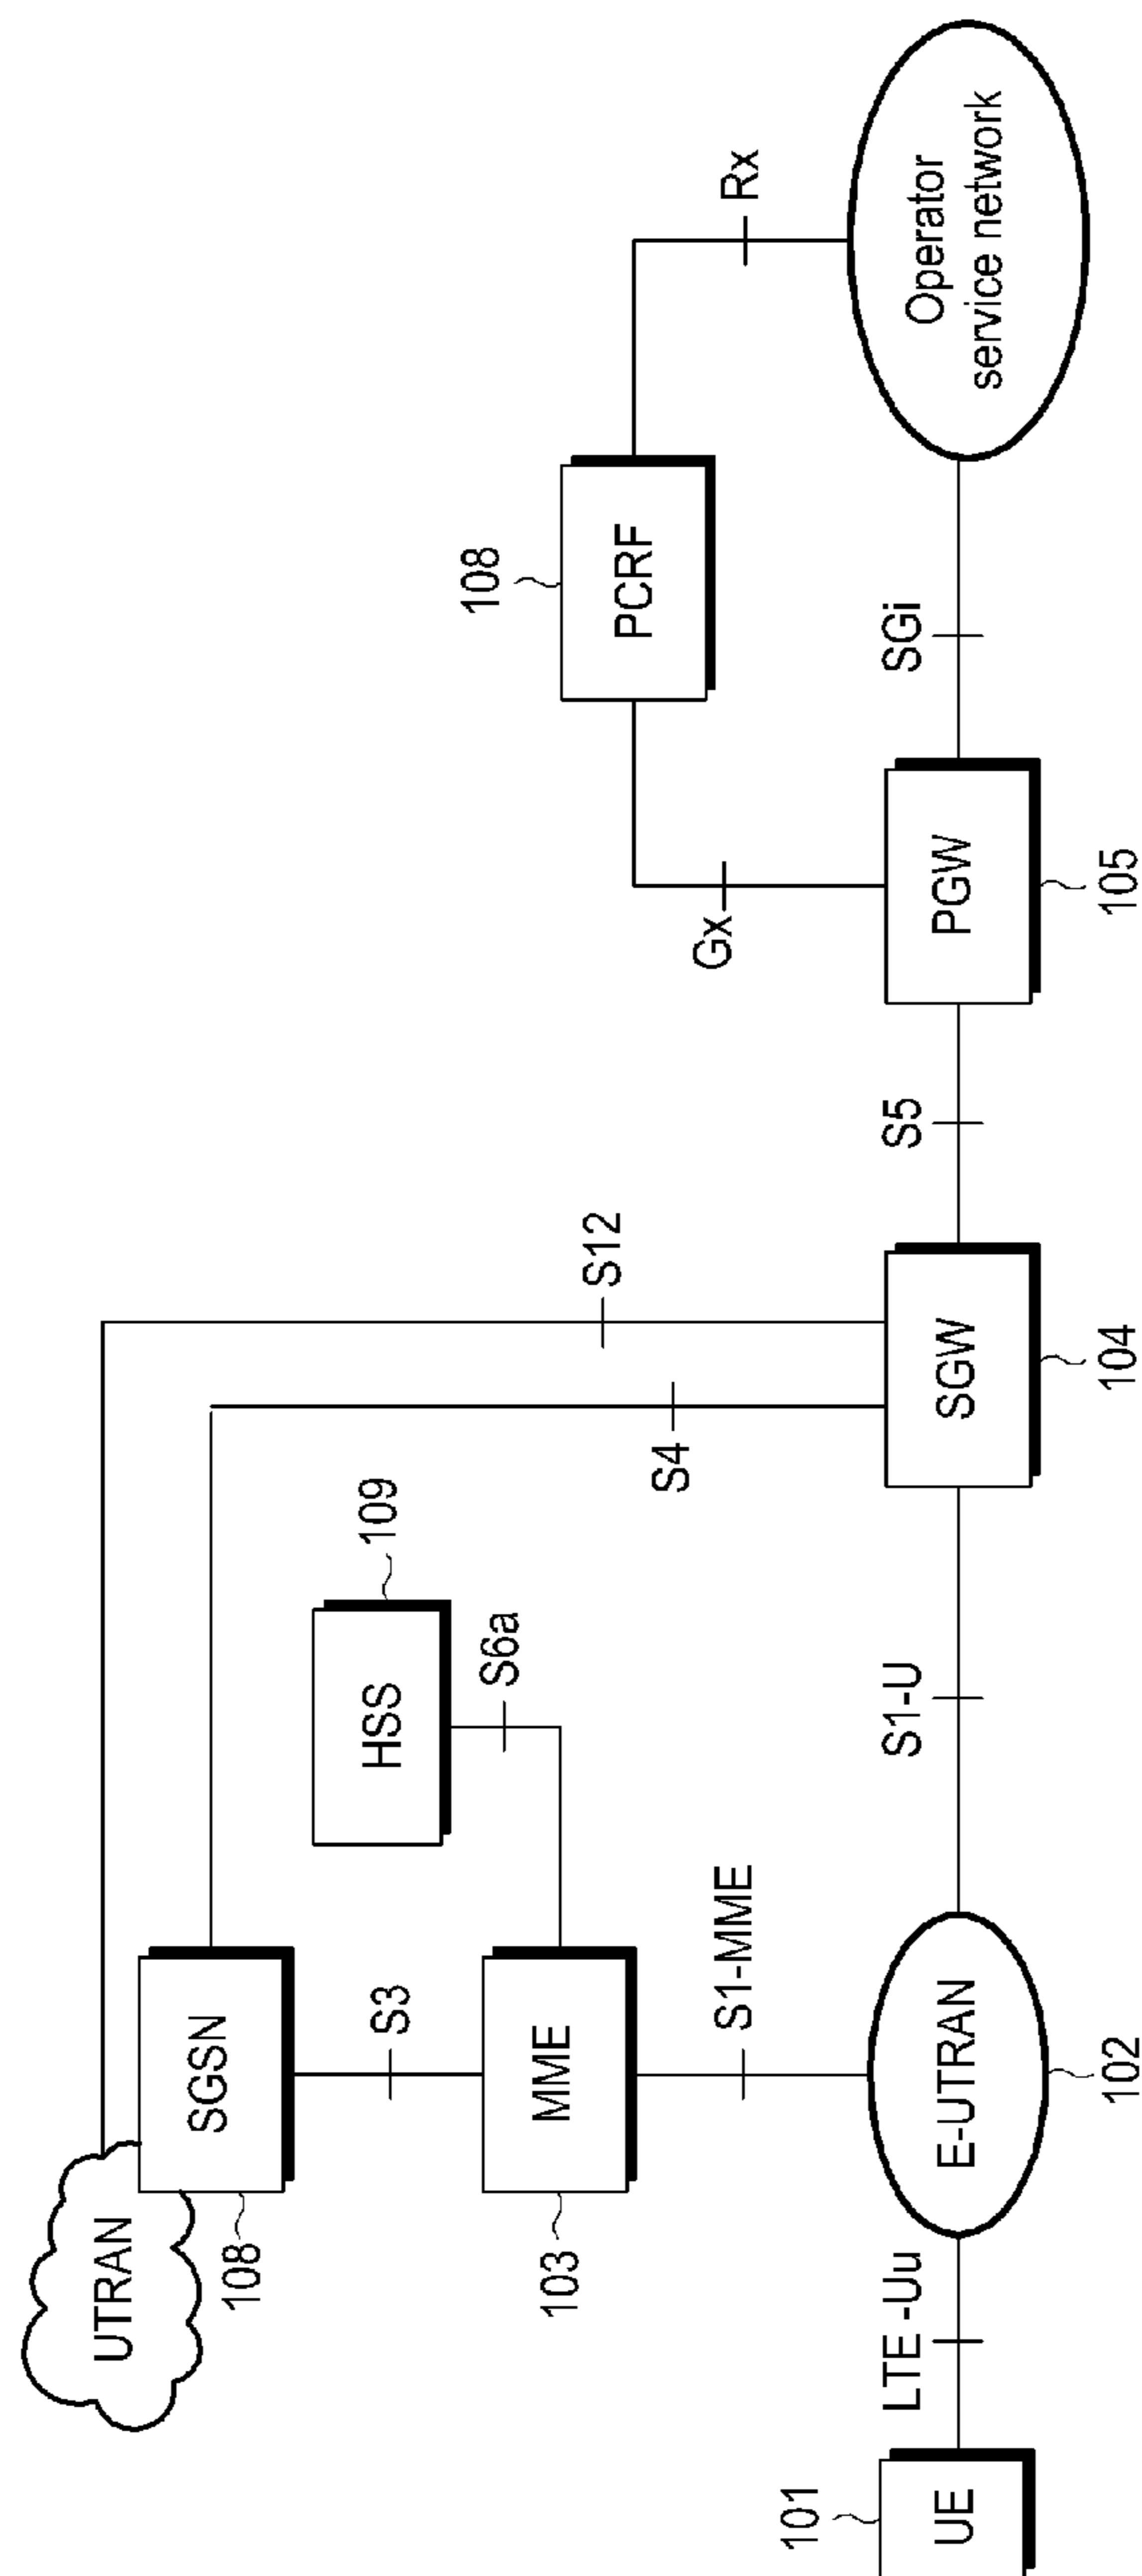 UTRAN
SGSN
108
S3
MME
103
HSS
109
S6a
S12
S4
S1-MME
108
PCRF
Gx
Rx
101
UE
LTE -Uu
E-UTRAN
102
S1-U
SGW
104
S5
PGW
105
SGi
Operator
service network